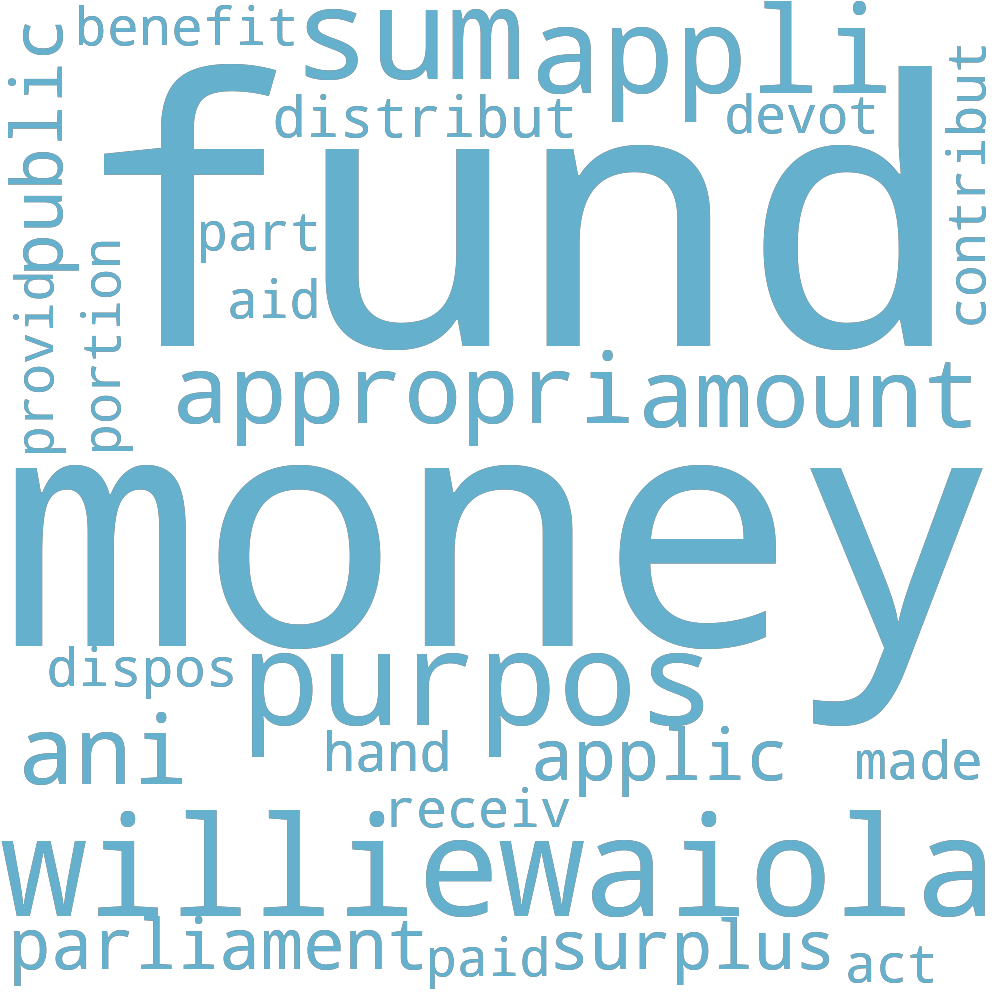 benefit
sum
appli
public
contribut
distribut
devot
fund
part
aid
portion
provid
appropri
amount
money
dispos
purpos
ani
hand
applic
made
receiv
williewaiola
parliament
paid
surplus
act